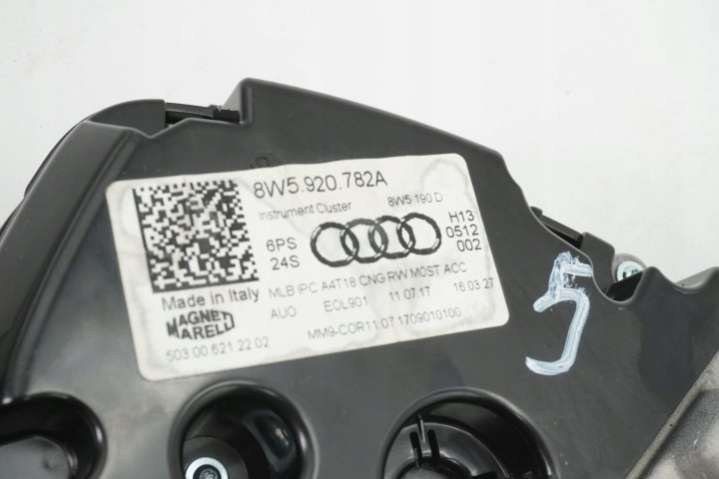 8W5.920.782A
Instrument Cluster 8W5 190 D
6PS 24S
H13 0512 002
Made in Italy
MLB IPC A4T18 CNG RW MOST ACC
MAGNETI MARELLI
AUO EOL901 11.07.17 16.03.27
503.00.621.22.02
MM9-COR11.07.1709010100
5